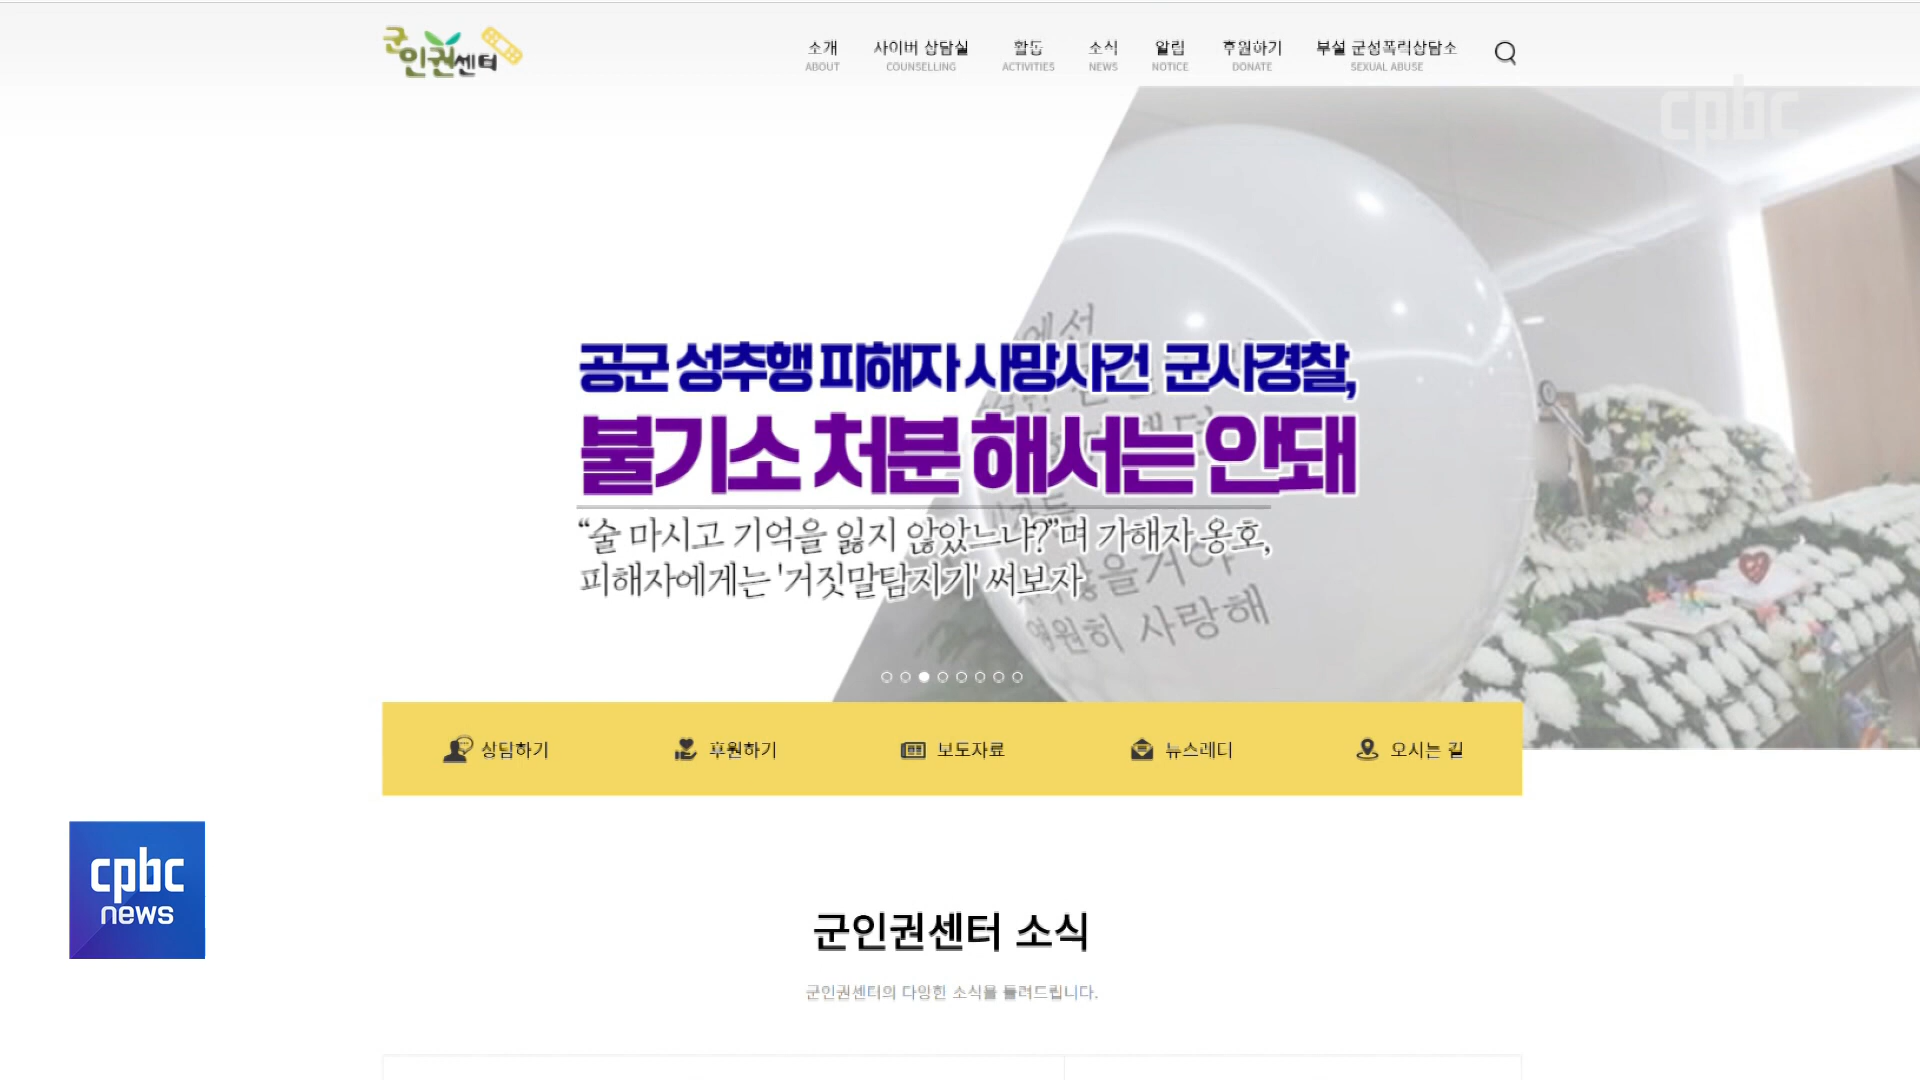 군인권센터
소개 사이버 상담실 활동 소식 알림 후원하기 부설 군성폭력상담소
ABOUT COUNSELLING ACTIVITIES NEWS NOTICE DONATE SEXUAL ABUSE
cpbc
공군 성추행 피해자 사망사건 군사경찰,
불기소 처분 해서는 안돼
“술 마시고 기억을 잃지 않았느냐?”며 가해자 옹호,
피해자에게는 '거짓말탐지기' 써보자
영원히 사랑해
상담하기 후원하기 보도자료 뉴스레터 오시는 길
cpbc
news
군인권센터 소식
군인권센터의 다양한 소식을 들려드립니다.